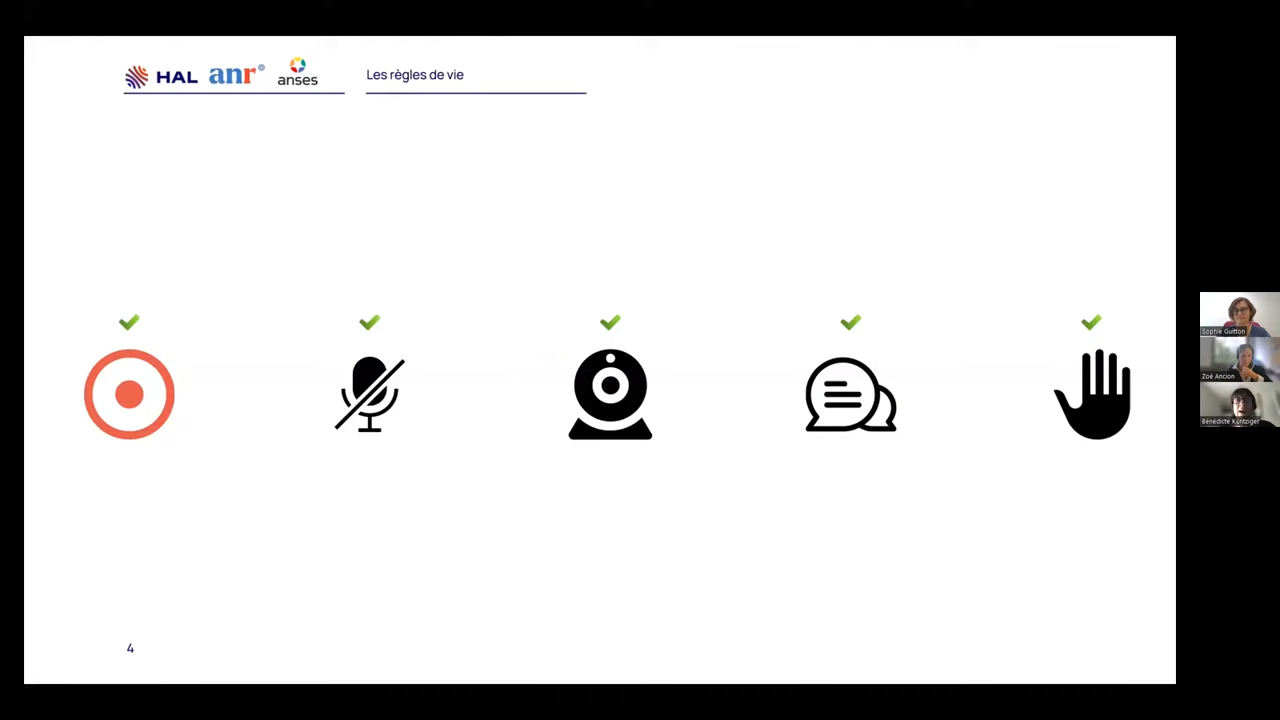 HAL anr anses Les règles de vie
Sophie Guitton
Zoé Ancion
Bénédicte Kuntziger
4